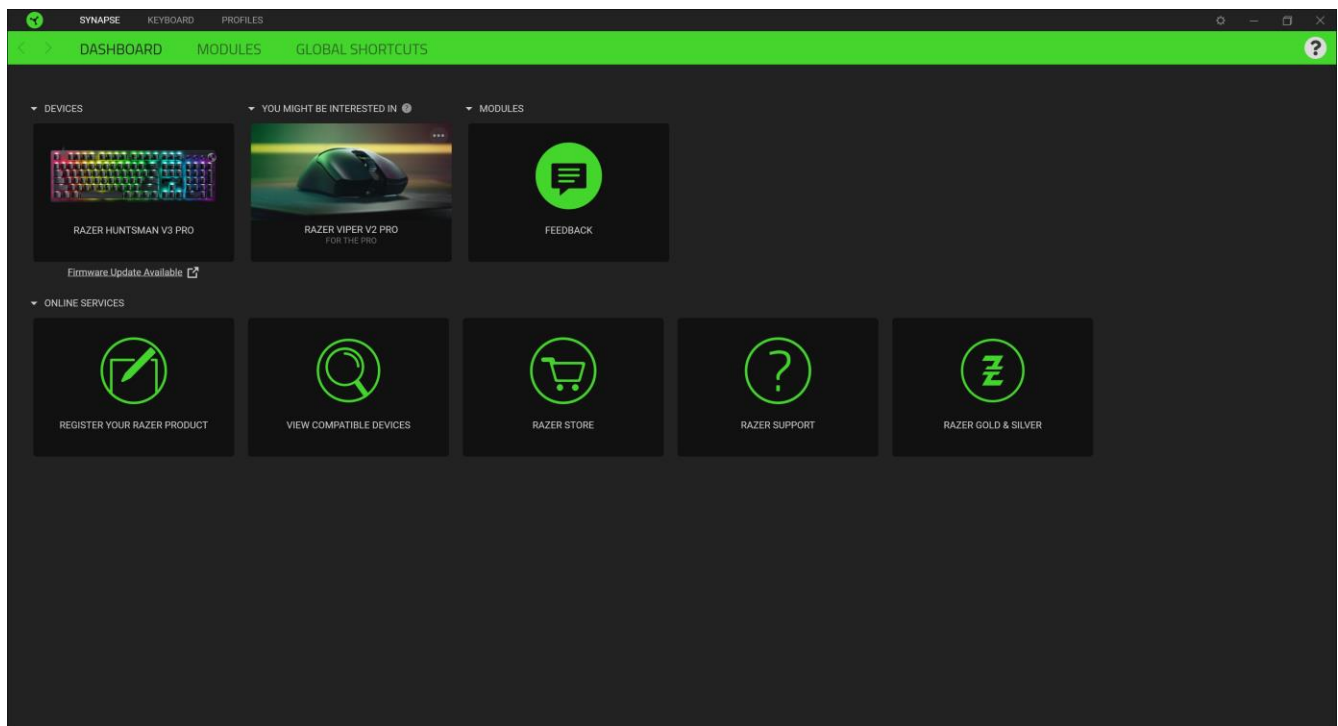 SYNAPSE KEYBOARD PROFILES
DASHBOARD MODULES GLOBAL SHORTCUTS
?
DEVICES
YOU MIGHT BE INTERESTED IN ?
MODULES
RAZER HUNTSMAN V3 PRO
RAZER VIPER V2 PRO
FOR THE PRO
FEEDBACK
Firmware Update Available
ONLINE SERVICES
REGISTER YOUR RAZER PRODUCT
VIEW COMPATIBLE DEVICES
RAZER STORE
?
RAZER SUPPORT
RAZER GOLD & SILVER